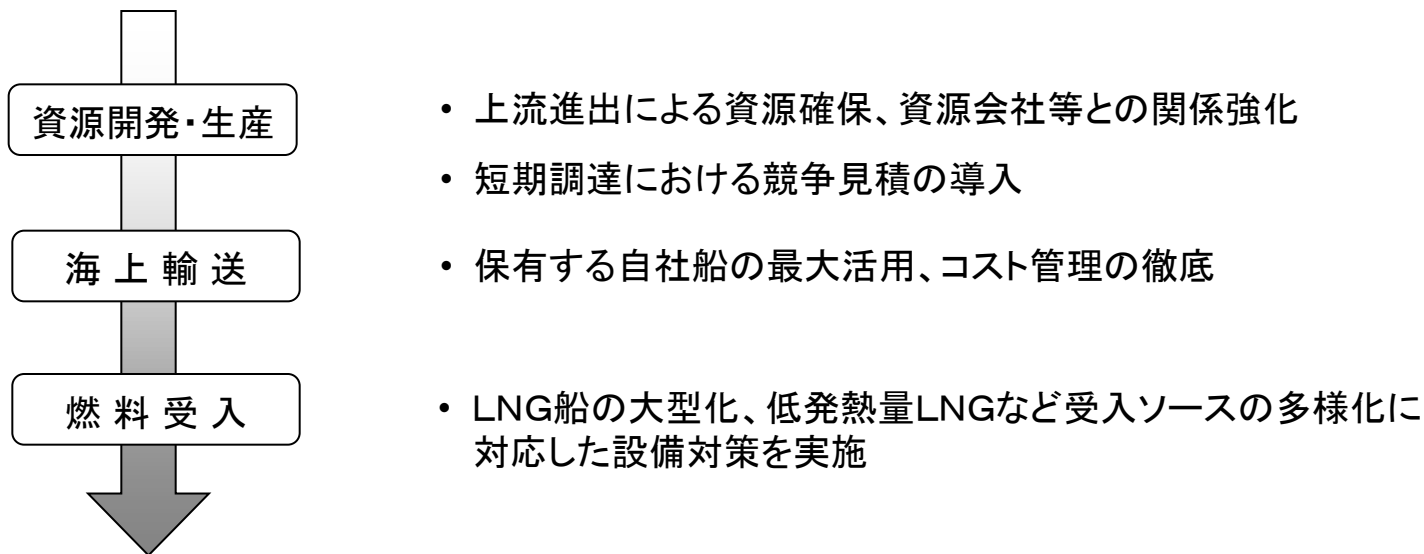 資源開発・生産
・ 上流進出による資源確保、資源会社等との関係強化
・ 短期調達における競争見積の導入
海 上 輸 送
・ 保有する自社船の最大活用、コスト管理の徹底
燃 料 受 入
・ LNG船の大型化、低発熱量LNGなど受入ソースの多様化に
対応した設備対策を実施